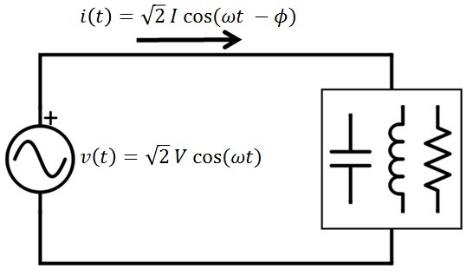 i(t) = √2 I cos(ωt − ϕ)
+
v(t) = √2 V cos(ωt)